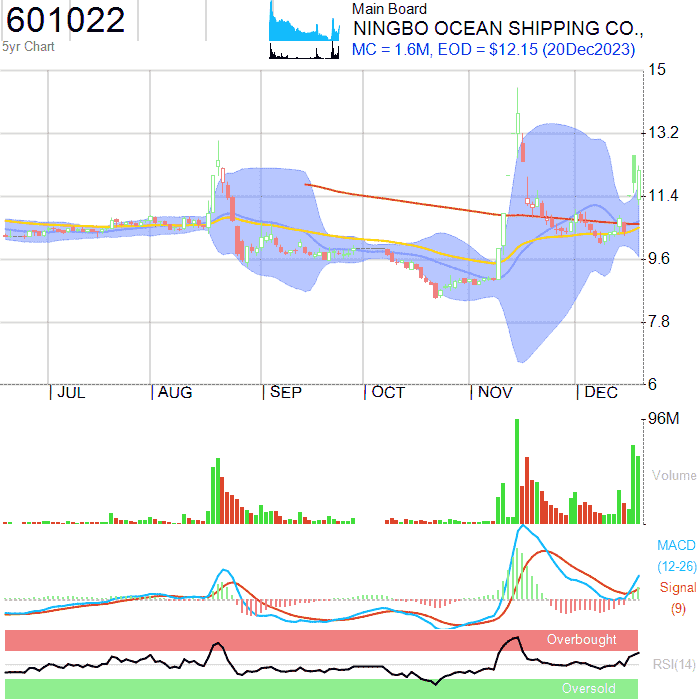 601022
5yr Chart
Main Board
NINGBO OCEAN SHIPPING CO.,
MC = 1.6M, EOD = $12.15 (20Dec2023)
15
13.2
11.4
9.6
7.8
6
JUL AUG SEP OCT NOV DEC
96M
Volume
MACD
(12-26)
Signal
(9)
Overbought
RSI(14)
Oversold